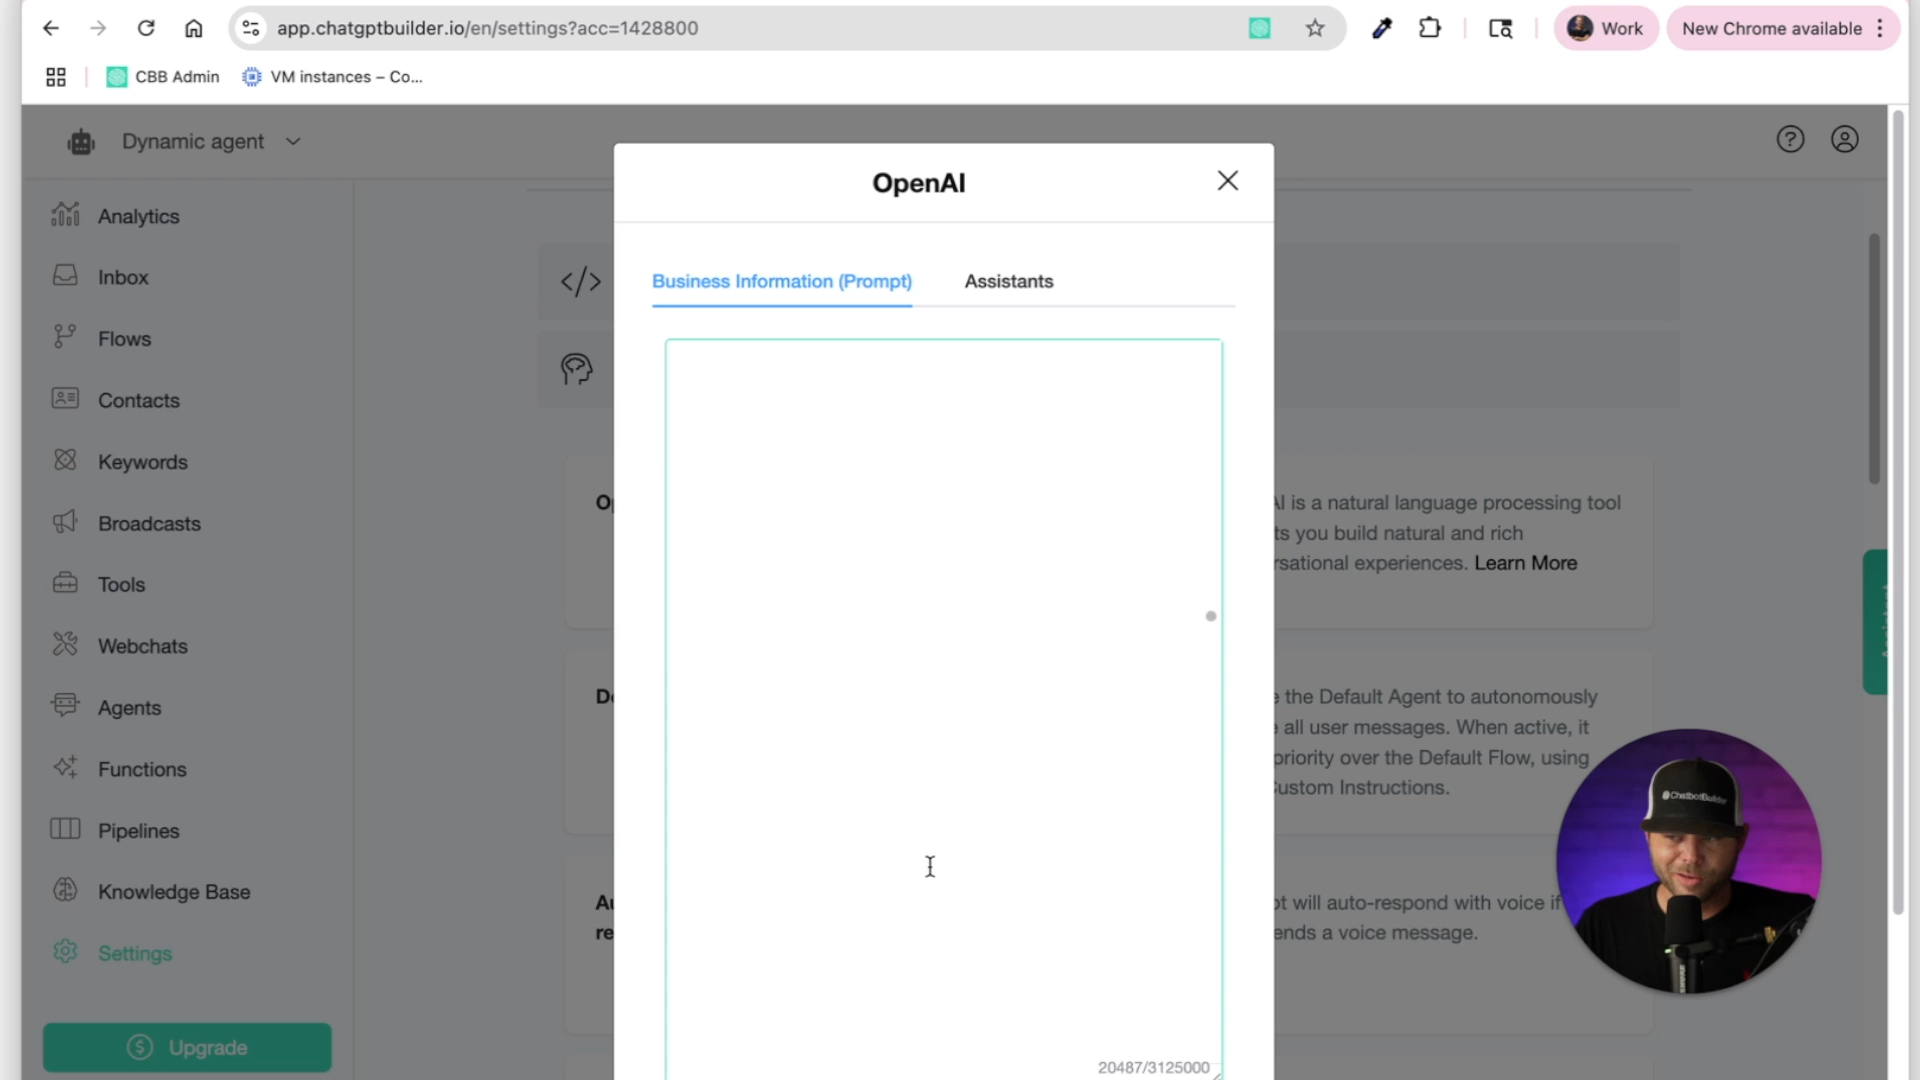 app.chatgptbuilder.io/en/settings?acc=1428800
Work
New Chrome available
CBB Admin
VM instances – Co...
Dynamic agent
OpenAI
Analytics
Inbox
Flows
Contacts
Keywords
Broadcasts
Tools
Webchats
Agents
Functions
Pipelines
Knowledge Base
Settings
Upgrade
Business Information (Prompt)
Assistants
20487/3125000
AI is a natural language processing tool
ts you build natural and rich
rsational experiences. Learn More
the Default Agent to autonomously
all user messages. When active, it
priority over the Default Flow, using
ustom Instructions.
ot will auto-respond with voice if
ends a voice message.
@ChatbotBuilder